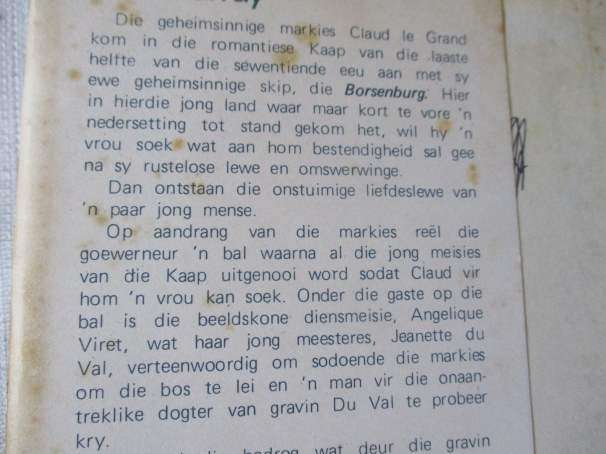 Die geheimsinnige markies Claud le Grand
kom in die romantiese Kaap van die laaste
helfte van die sewentiende eeu aan met sy
ewe geheimsinnige skip, die Borsenburg. Hier
in hierdie jong land waar maar kort te vore 'n
nedersetting tot stand gekom het, wil hy 'n
vrou soek wat aan hom bestendigheid sal gee
na sy rustelose lewe en omswerwinge.
Dan ontstaan die onstuimige liefdeslewe van
'n paar jong mense.
Op aandrang van die markies reël die
goewerneur 'n bal waarna al die jong meisies
van die Kaap uitgenooi word sodat Claud vir
hom 'n vrou kan soek. Onder die gaste op die
bal is die beeldskone diensmeisie, Angelique
Viret, wat haar jong meesteres, Jeanette du
Val, verteenwoordig om sodoende die markies
om die bos te lei en 'n man vir die onaan-
treklike dogter van gravin Du Val te probeer
kry.
die bedrog wat deur die gravin